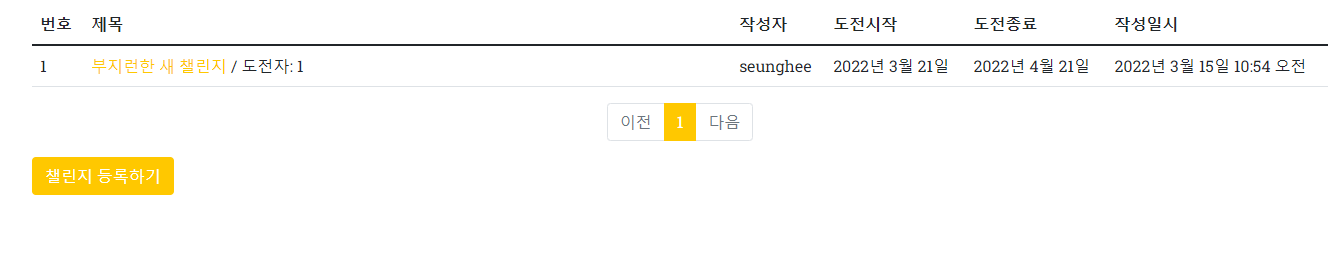 번호 제목 작성자 도전시작 도전종료 작성일시
1 부지런한 새 챌린지 / 도전자: 1 seunghee 2022년 3월 21일 2022년 4월 21일 2022년 3월 15일 10:54 오전
이전 1 다음
챌린지 등록하기